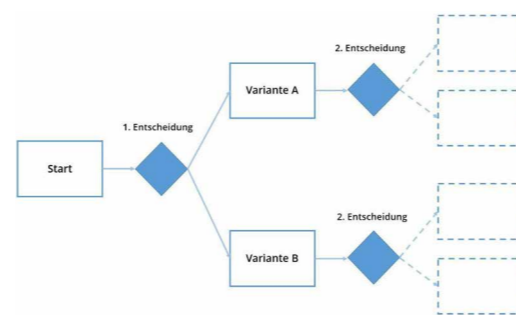 2. Entscheidung
Variante A
1. Entscheidung
Start
2. Entscheidung
Variante B